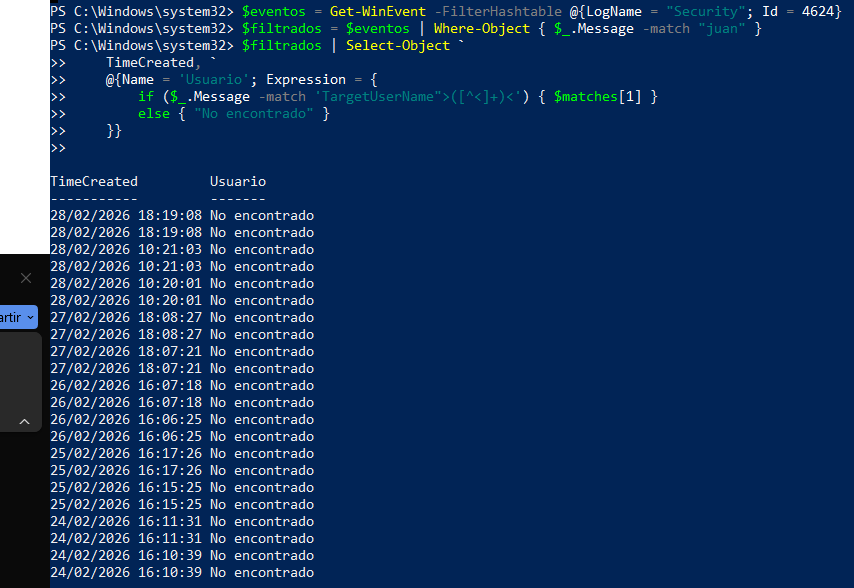 PS C:\Windows\system32> $eventos = Get-WinEvent -FilterHashtable @{LogName = "Security"; Id = 4624}
PS C:\Windows\system32> $filtrados = $eventos | Where-Object { $_.Message -match "juan" }
PS C:\Windows\system32> $filtrados | Select-Object `
>>     TimeCreated, `
>>     @{Name = 'Usuario'; Expression = {
>>         if ($_.Message -match 'TargetUserName">([^<]+)<') { $matches[1] }
>>         else { "No encontrado" }
>>     }}
>>
TimeCreated         Usuario
-----------         -------
28/02/2026 18:19:08 No encontrado
28/02/2026 18:19:08 No encontrado
28/02/2026 10:21:03 No encontrado
28/02/2026 10:21:03 No encontrado
28/02/2026 10:20:01 No encontrado
28/02/2026 10:20:01 No encontrado
27/02/2026 18:08:27 No encontrado
27/02/2026 18:08:27 No encontrado
27/02/2026 18:07:21 No encontrado
27/02/2026 18:07:21 No encontrado
26/02/2026 16:07:18 No encontrado
26/02/2026 16:07:18 No encontrado
26/02/2026 16:06:25 No encontrado
26/02/2026 16:06:25 No encontrado
25/02/2026 16:17:26 No encontrado
25/02/2026 16:17:26 No encontrado
25/02/2026 16:15:25 No encontrado
25/02/2026 16:15:25 No encontrado
24/02/2026 16:11:31 No encontrado
24/02/2026 16:11:31 No encontrado
24/02/2026 16:10:39 No encontrado
24/02/2026 16:10:39 No encontrado
artir